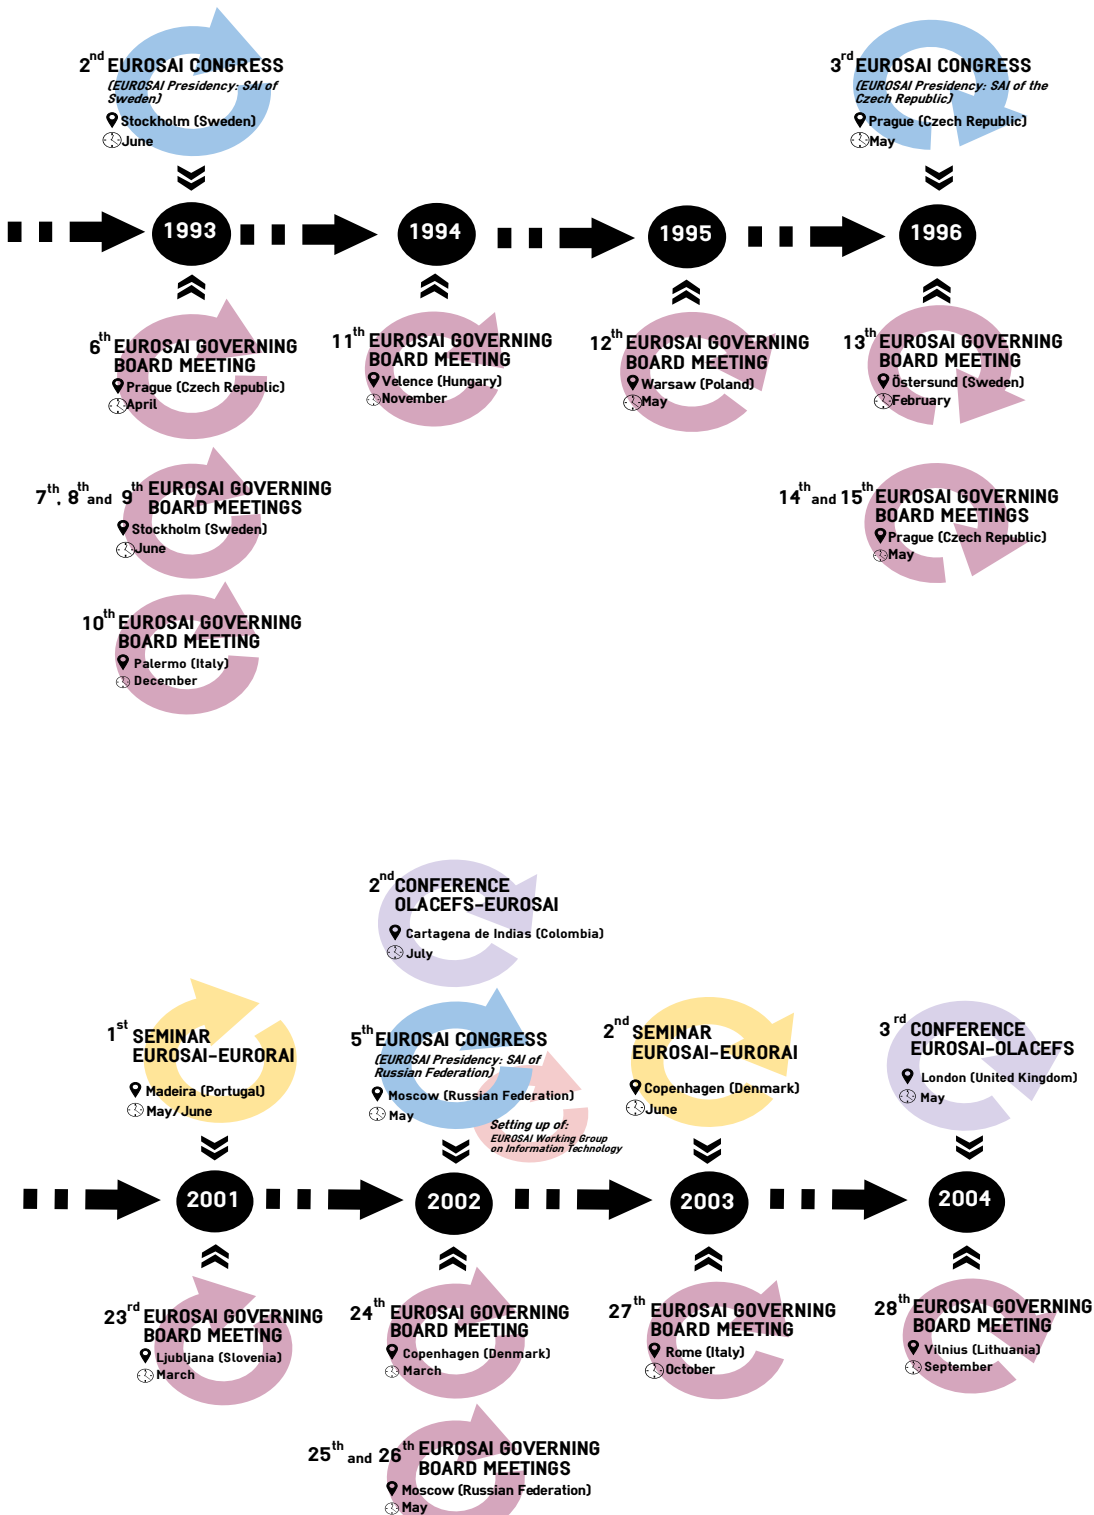 2nd EUROSAI CONGRESS
(EUROSAI Presidency: SAI of
Sweden)
Stockholm (Sweden)
June
3rd EUROSAI CONGRESS
(EUROSAI Presidency: SAI of the
Czech Republic)
Prague (Czech Republic)
May
1993
1994
1995
1996
6th EUROSAI GOVERNING
BOARD MEETING
Prague (Czech Republic)
April
11th EUROSAI GOVERNING
BOARD MEETING
Velence (Hungary)
November
12th EUROSAI GOVERNING
BOARD MEETING
Warsaw (Poland)
May
13th EUROSAI GOVERNING
BOARD MEETING
Östersund (Sweden)
February
7th, 8th and 9th EUROSAI GOVERNING
BOARD MEETINGS
Stockholm (Sweden)
June
14th and 15th EUROSAI GOVERNING
BOARD MEETINGS
Prague (Czech Republic)
May
10th EUROSAI GOVERNING
BOARD MEETING
Palermo (Italy)
December
2nd CONFERENCE
OLACEFS-EUROSAI
Cartagena de Indias (Colombia)
July
1st SEMINAR
EUROSAI-EURORAI
Madeira (Portugal)
May/June
5th EUROSAI CONGRESS
(EUROSAI Presidency: SAI of
Russian Federation)
Moscow (Russian Federation)
May
Setting up of:
EUROSAI Working Group
on Information Technology
2nd SEMINAR
EUROSAI-EURORAI
Copenhagen (Denmark)
June
3rd CONFERENCE
EUROSAI-OLACEFS
London (United Kingdom)
May
2001
2002
2003
2004
23rd EUROSAI GOVERNING
BOARD MEETING
Ljubljana (Slovenia)
March
24th EUROSAI GOVERNING
BOARD MEETING
Copenhagen (Denmark)
March
27th EUROSAI GOVERNING
BOARD MEETING
Rome (Italy)
October
28th EUROSAI GOVERNING
BOARD MEETING
Vilnius (Lithuania)
September
25th and 26th EUROSAI GOVERNING
BOARD MEETINGS
Moscow (Russian Federation)
May